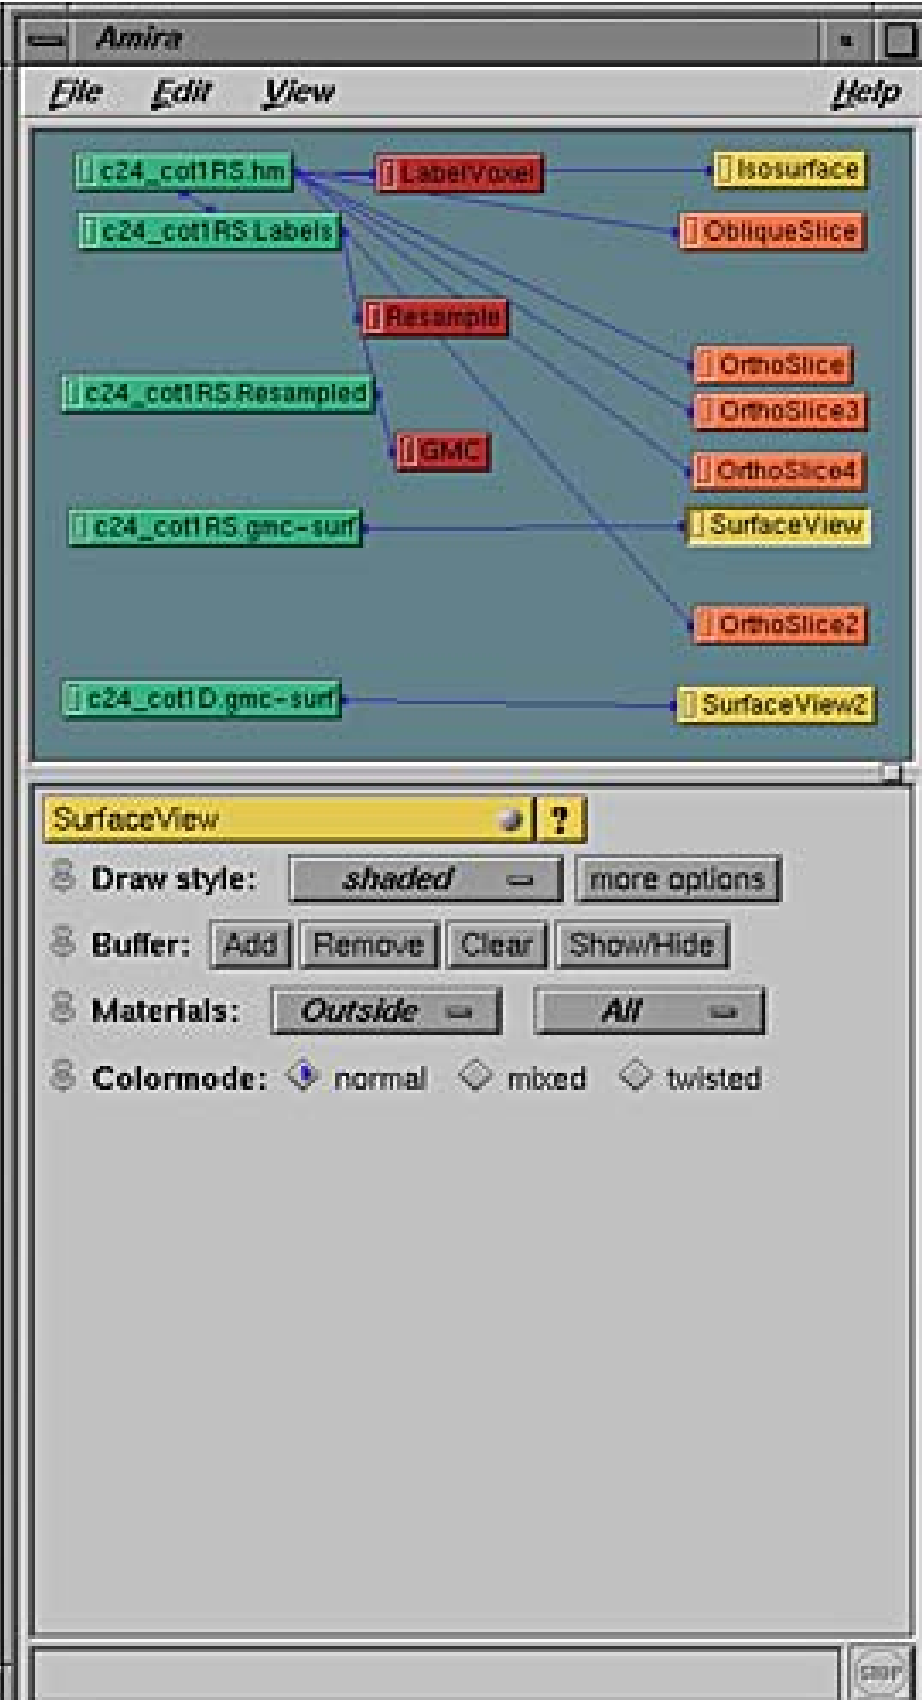 Amira
File Edit View Help
c24_cot1RS.hm LabelVoxel Isosurface
c24_cot1RS.Labels ObliqueSlice
Resample
OrthoSlice
c24_cot1RS.Resampled
OrthoSlice3
GMC
OrthoSlice4
c24_cot1RS.gmc-surf SurfaceView
OrthoSlice2
c24_cot1D.gmc-surf SurfaceView2
SurfaceView ?
Draw style: shaded more options
Buffer: Add Remove Clear Show/Hide
Materials: Outside All
Colormode: normal mixed twisted
STOP